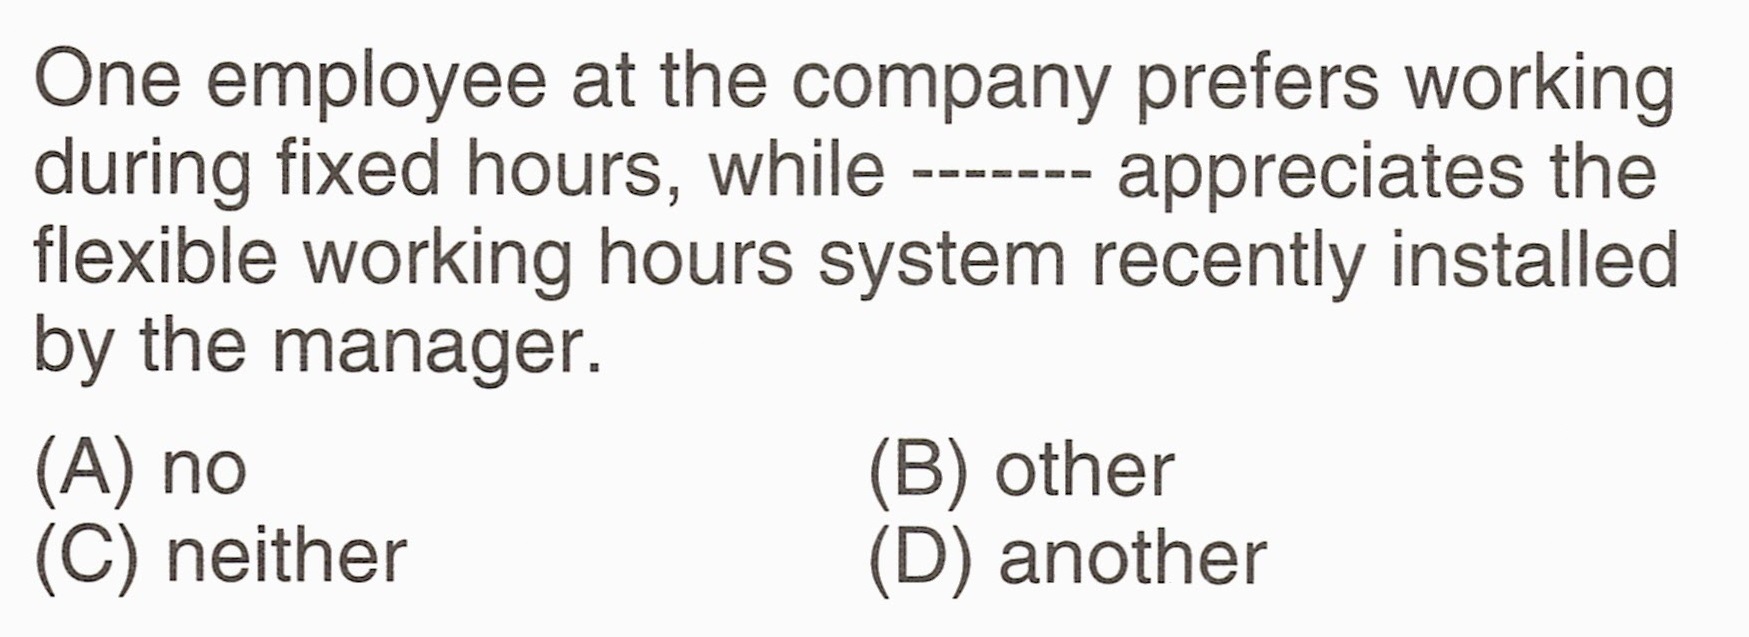 One employee at the company prefers working
during fixed hours, while ------- appreciates the
flexible working hours system recently installed
by the manager.
(A) no
(B) other
(C) neither
(D) another